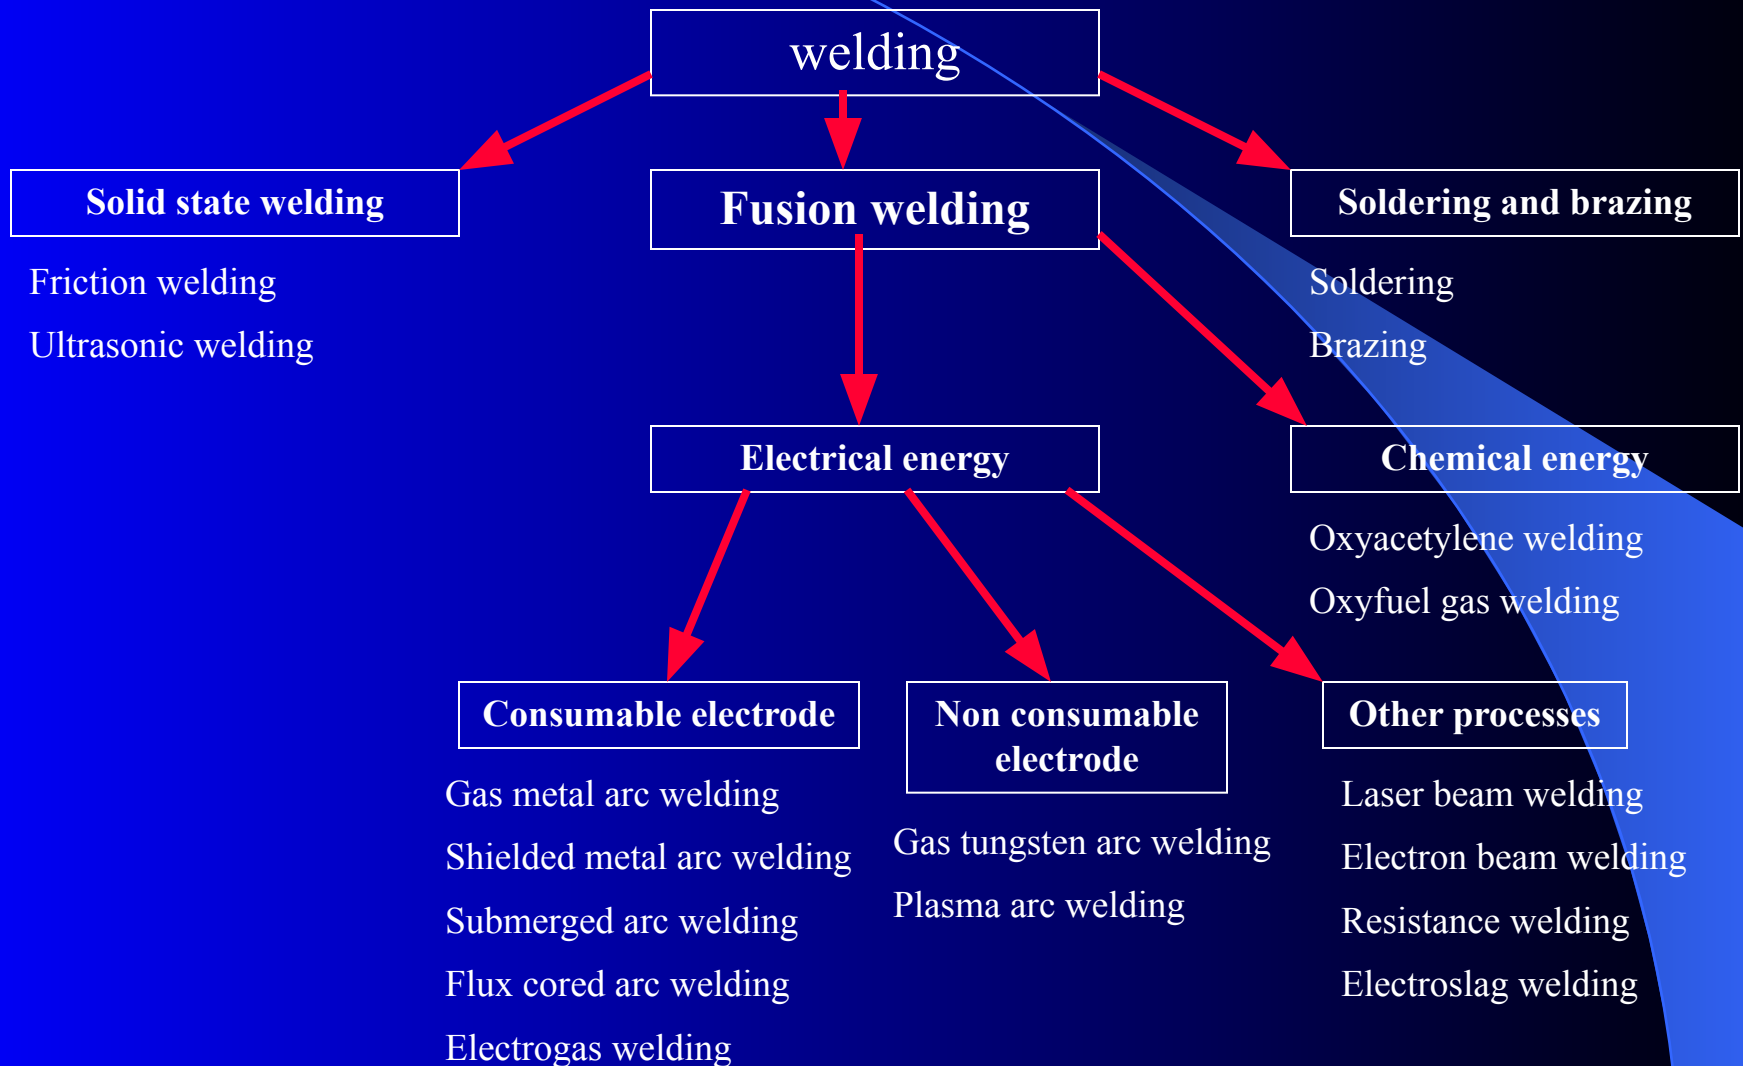 welding
Solid state welding
Friction welding
Ultrasonic welding
Fusion welding
Soldering and brazing
Soldering
Brazing
Electrical energy
Chemical energy
Oxyacetylene welding
Oxyfuel gas welding
Consumable electrode
Gas metal arc welding
Shielded metal arc welding
Submerged arc welding
Flux cored arc welding
Electrogas welding
Non consumable
electrode
Gas tungsten arc welding
Plasma arc welding
Other processes
Laser beam welding
Electron beam welding
Resistance welding
Electroslag welding